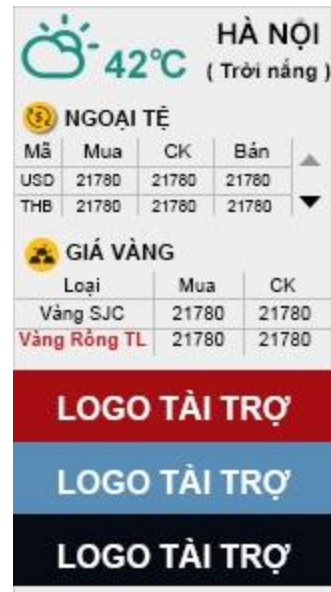 HÀ NỘI
42°C
( Trời nắng )
NGOẠI TỆ
Mã Mua CK Bán
USD 21780 21780 21780
THB 21780 21780 21780
GIÁ VÀNG
Loại Mua CK
Vàng SJC 21780 21780
Vàng Rồng TL 21780 21780
LOGO TÀI TRỢ
LOGO TÀI TRỢ
LOGO TÀI TRỢ